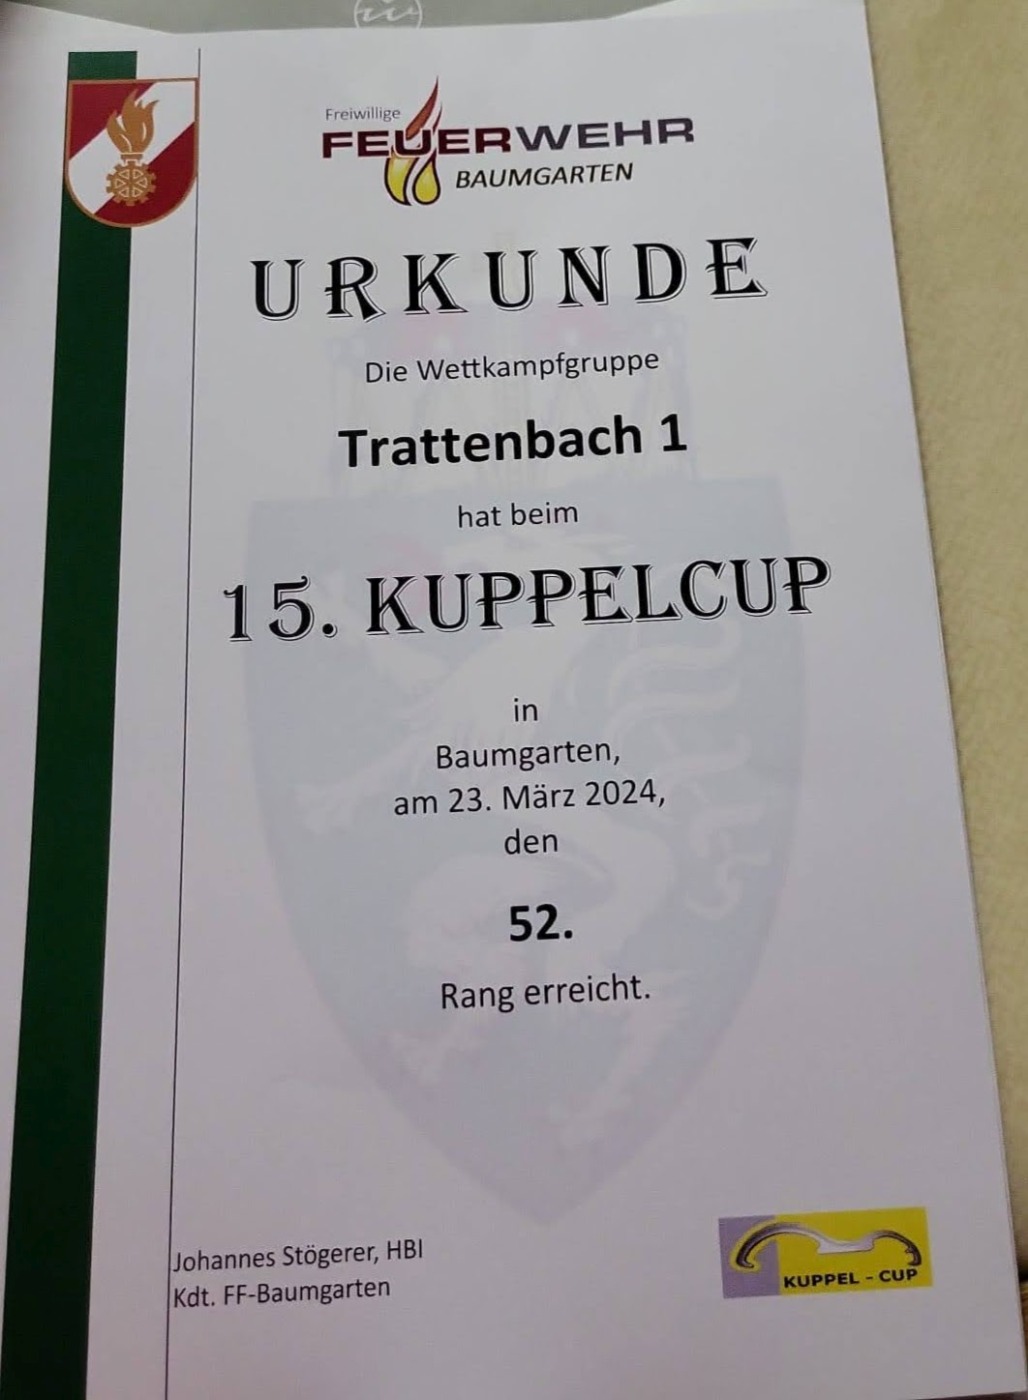 Freiwillige
FEUERWEHR
BAUMGARTEN
URKUNDE
Die Wettkampfgruppe
Trattenbach 1
hat beim
15. KUPPELCUP
in
Baumgarten,
am 23. März 2024,
den
52.
Rang erreicht.
Johannes Stögerer, HBI
Kdt. FF-Baumgarten
KUPPEL - CUP